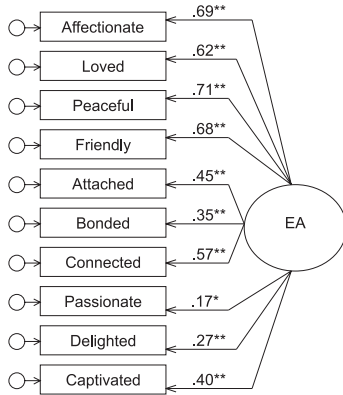 .69**
Affectionate
.62**
Loved
.71**
Peaceful
.68**
Friendly
.45**
Attached
EA
.35**
Bonded
.57**
Connected
.17*
Passionate
.27**
Delighted
.40**
Captivated